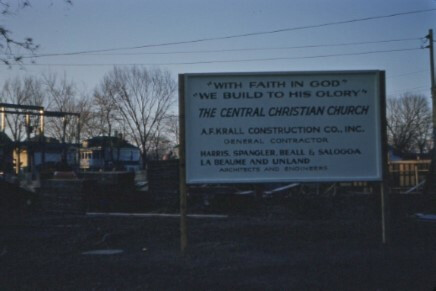 "WITH FAITH IN GOD"
"WE BUILD TO HIS GLORY"
THE CENTRAL CHRISTIAN CHURCH
A.F. KRALL CONSTRUCTION CO., INC.
GENERAL CONTRACTOR
HARRIS, SPANGLER, BEALL & SALOGGA
LA BEAUME AND UNLAND
ARCHITECTS AND ENGINEERS